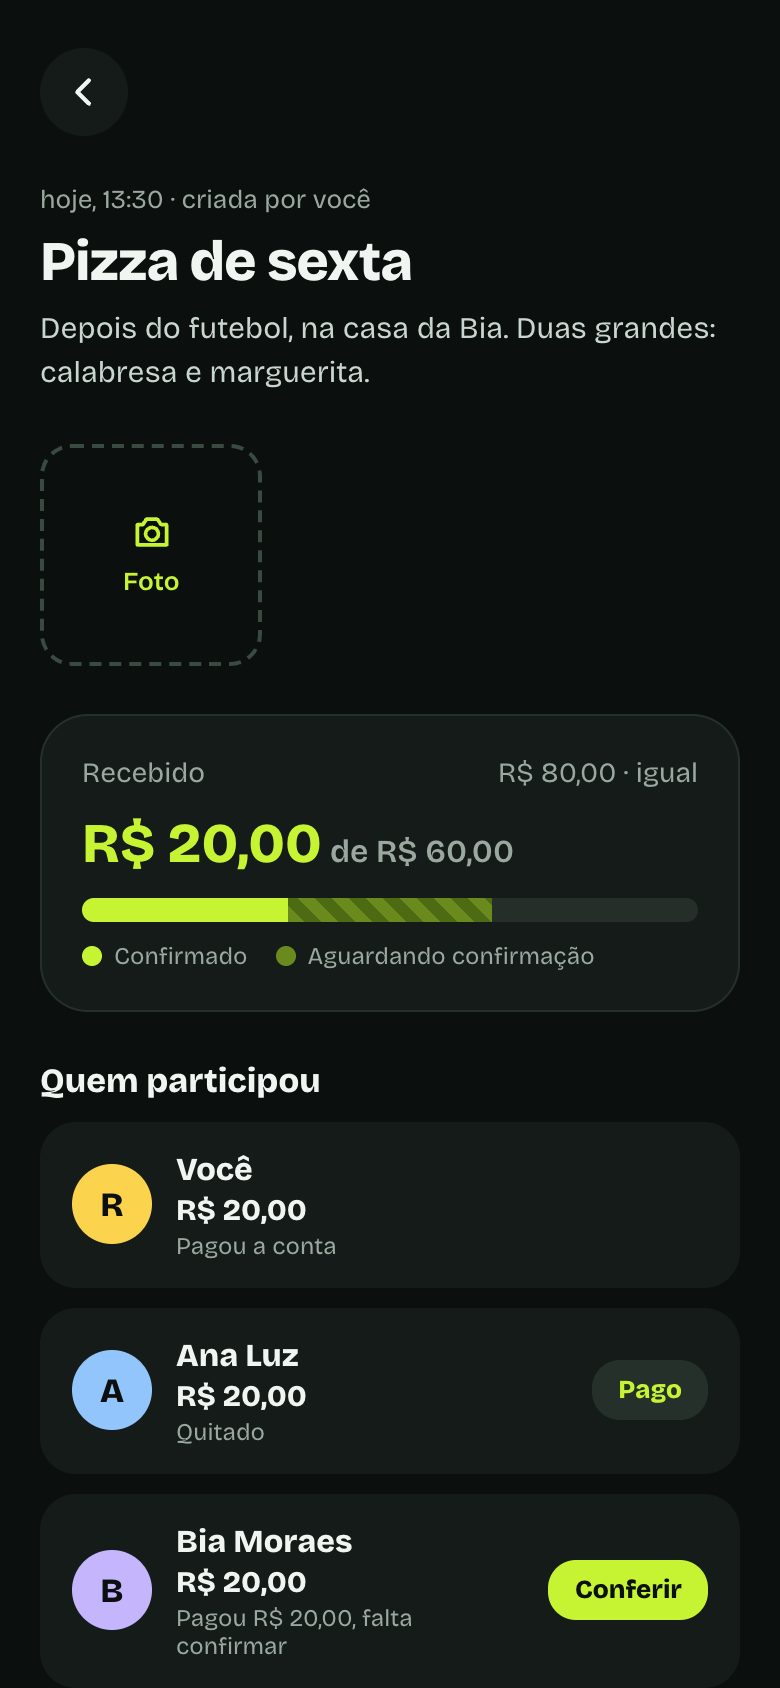 hoje, 13:30 · criada por você
Pizza de sexta
Depois do futebol, na casa da Bia. Duas grandes:
calabresa e marguerita.
Foto
Recebido
R$ 80,00 · igual
R$ 20,00 de R$ 60,00
Confirmado
Aguardando confirmação
Quem participou
R
Você
R$ 20,00
Pagou a conta
A
Ana Luz
R$ 20,00
Quitado
Pago
B
Bia Moraes
R$ 20,00
Pagou R$ 20,00, falta
confirmar
Conferir